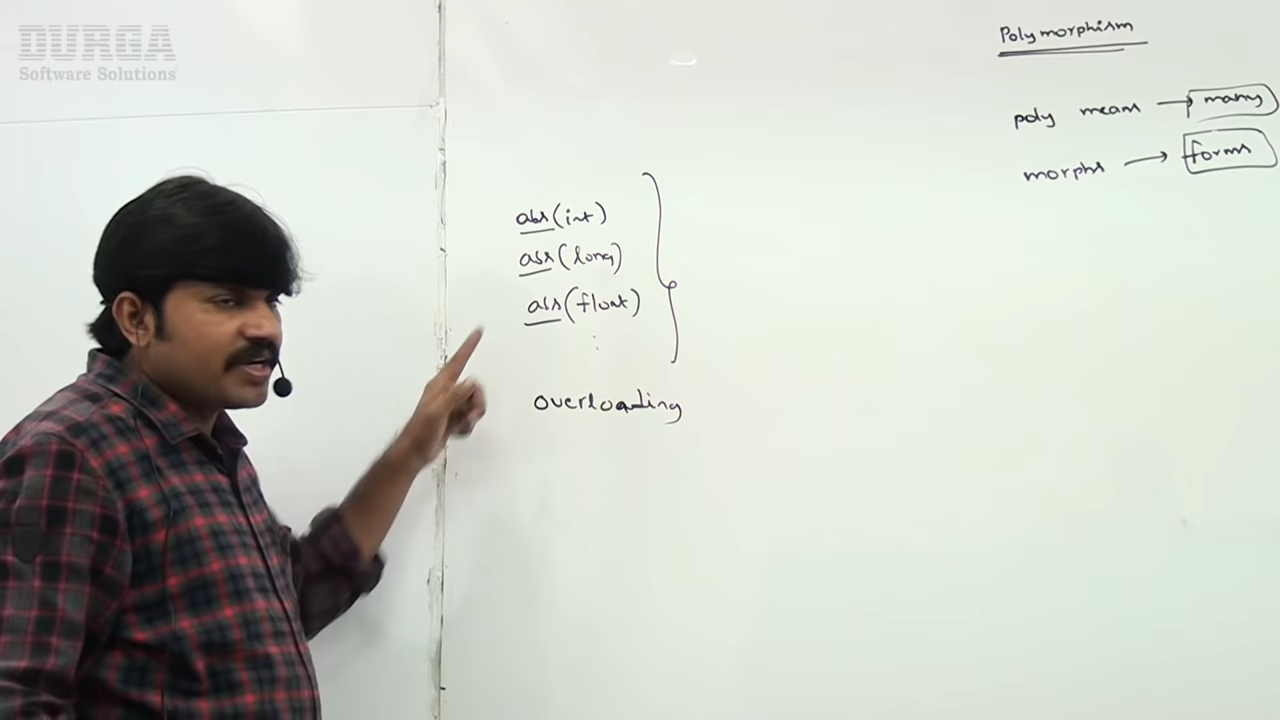 DURGA
Software Solutions
Polymorphism
poly means → many
morphs → forms
abs(int)
abs(long)
abs(float)
overloading